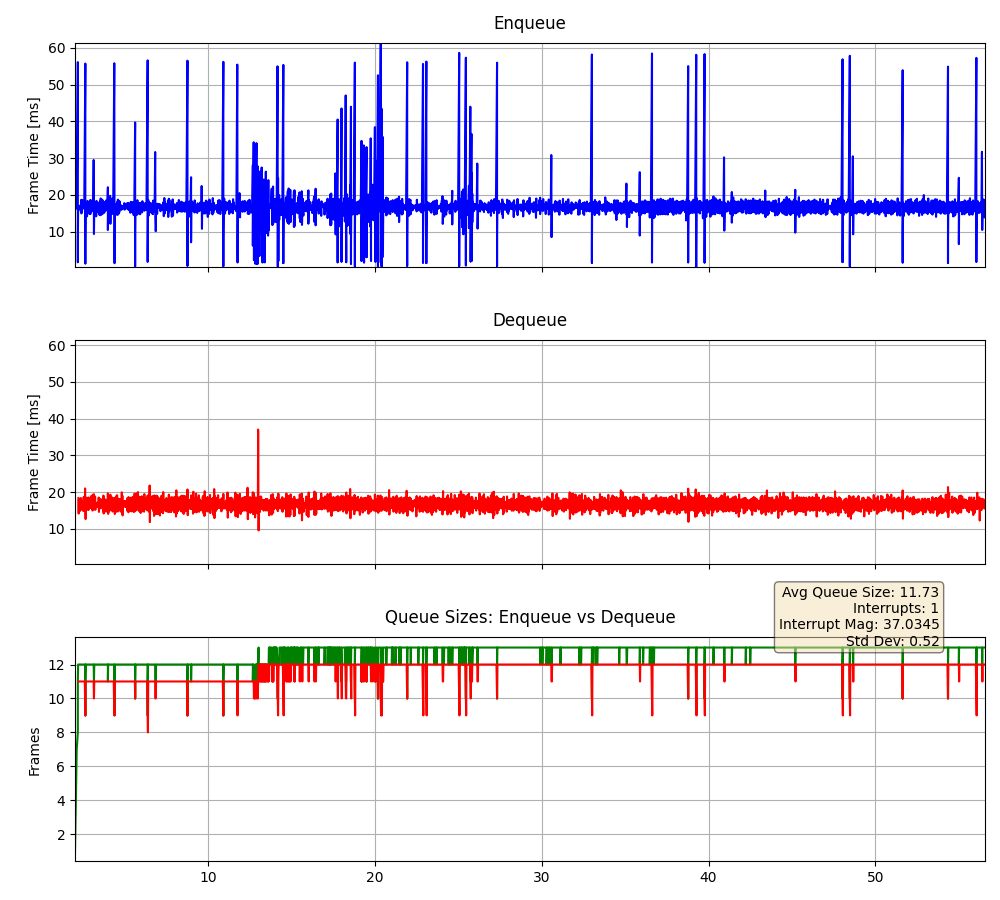 Enqueue
Frame Time [ms]
60
50
40
30
20
10
Dequeue
Frame Time [ms]
60
50
40
30
20
10
Avg Queue Size: 11.73
Interrupts: 1
Interrupt Mag: 37.0345
Std Dev: 0.52
Queue Sizes: Enqueue vs Dequeue
Frames
12
10
8
6
4
2
10 20 30 40 50